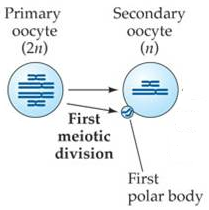 Primary
oocyte
(2n)
Secondary
oocyte
(n)
First
meiotic
division
First
polar body